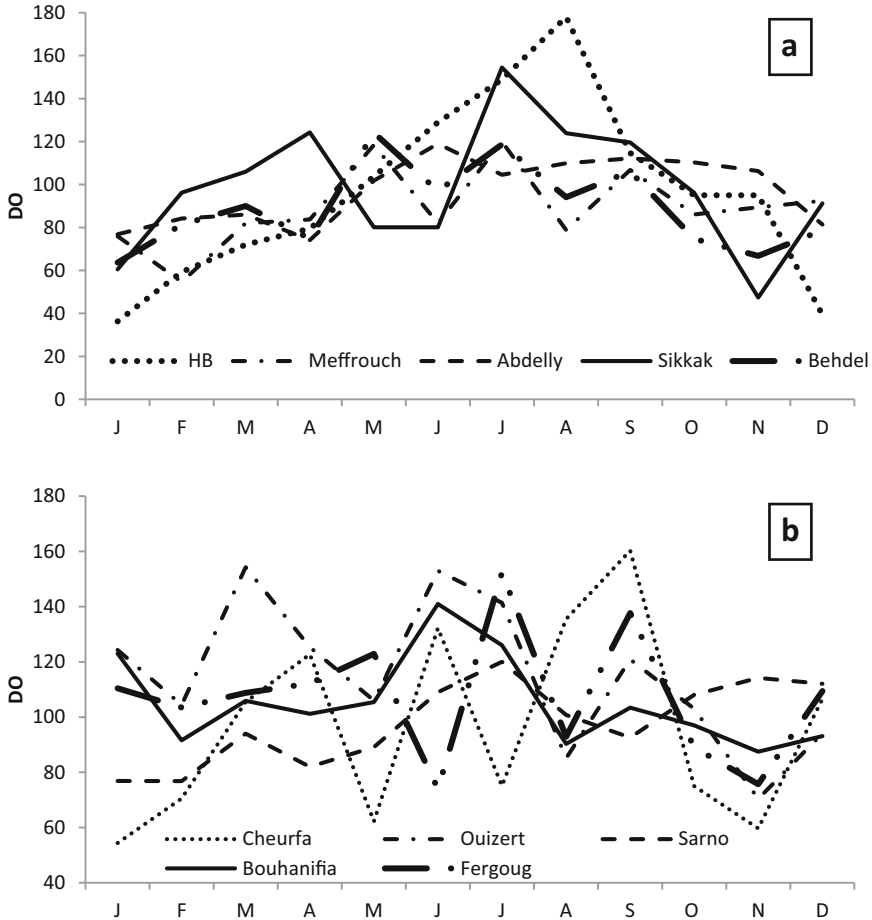 180
a
160
140
120
100
DO
80
60
40
HB Meffrouch Abdelly Sikkak Behdel
20
0
J F M A M J J A S O N D
180
b
160
140
120
DO
100
80
60
Cheurfa Ouizert Sarno
Bouhanifia Fergoug
40
J F M A M J J A S O N D